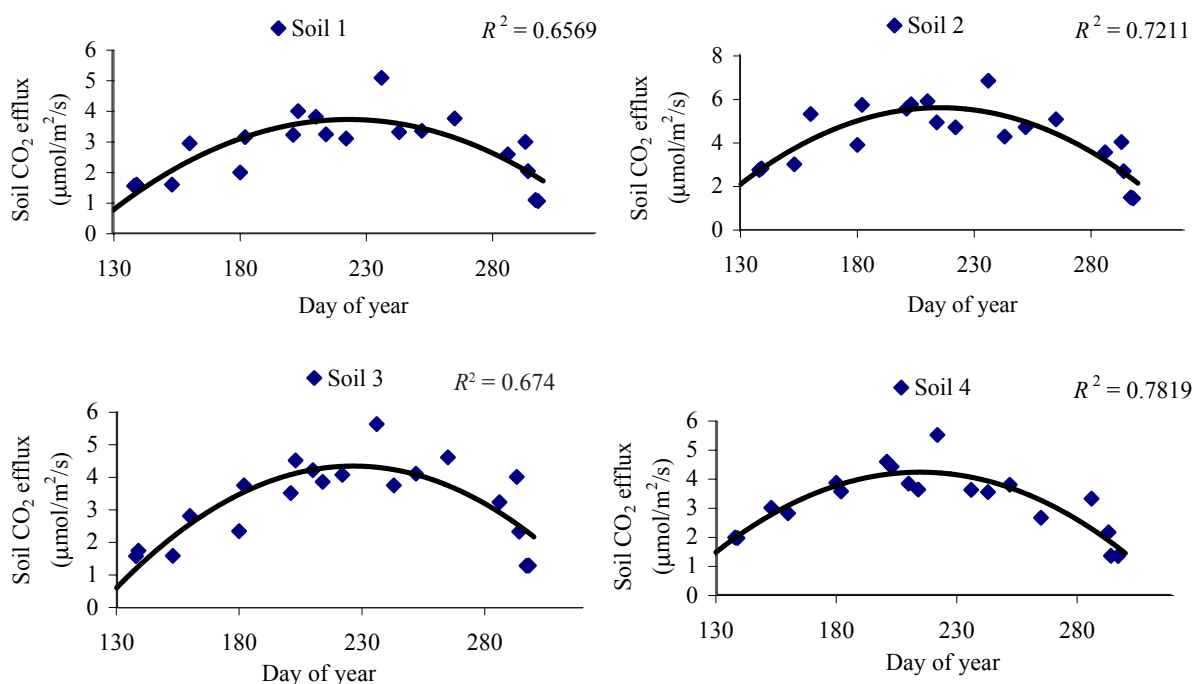 Soil 1
R² = 0.6569
6
5
4
3
2
1
0
Soil CO₂ efflux
(µmol/m²/s)
130 180 230 280
Day of year
Soil 2
R² = 0.7211
8
6
4
2
0
Soil CO₂ efflux
(µmol/m²/s)
130 180 230 280
Day of year
Soil 3
R² = 0.674
6
5
4
3
2
1
0
Soil CO₂ efflux
(µmol/m²/s)
130 180 230 280
Day of year
Soil 4
R² = 0.7819
6
5
4
3
2
1
0
Soil CO₂ efflux
(µmol/m²/s)
130 180 230 280
Day of year